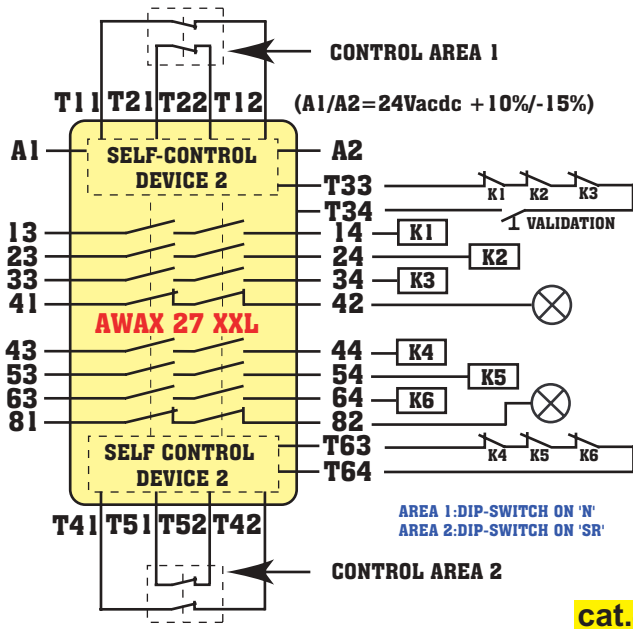 CONTROL AREA 1
T11 T21 T22 T12 (A1/A2=24Vacdc +10%/-15%)
A1 SELF-CONTROL DEVICE 2 A2
T33 K1 K2 K3
T34 VALIDATION
13 14 K1
23 24 K2
33 34 K3
41 42
AWAX 27 XXL
43 44 K4
53 54 K5
63 64 K6
81 82
SELF CONTROL T63 K4 K5 K6
DEVICE 2 T64
AREA 1:DIP-SWITCH ON 'N'
T41 T51 T52 T42 AREA 2:DIP-SWITCH ON 'SR'
CONTROL AREA 2
cat.